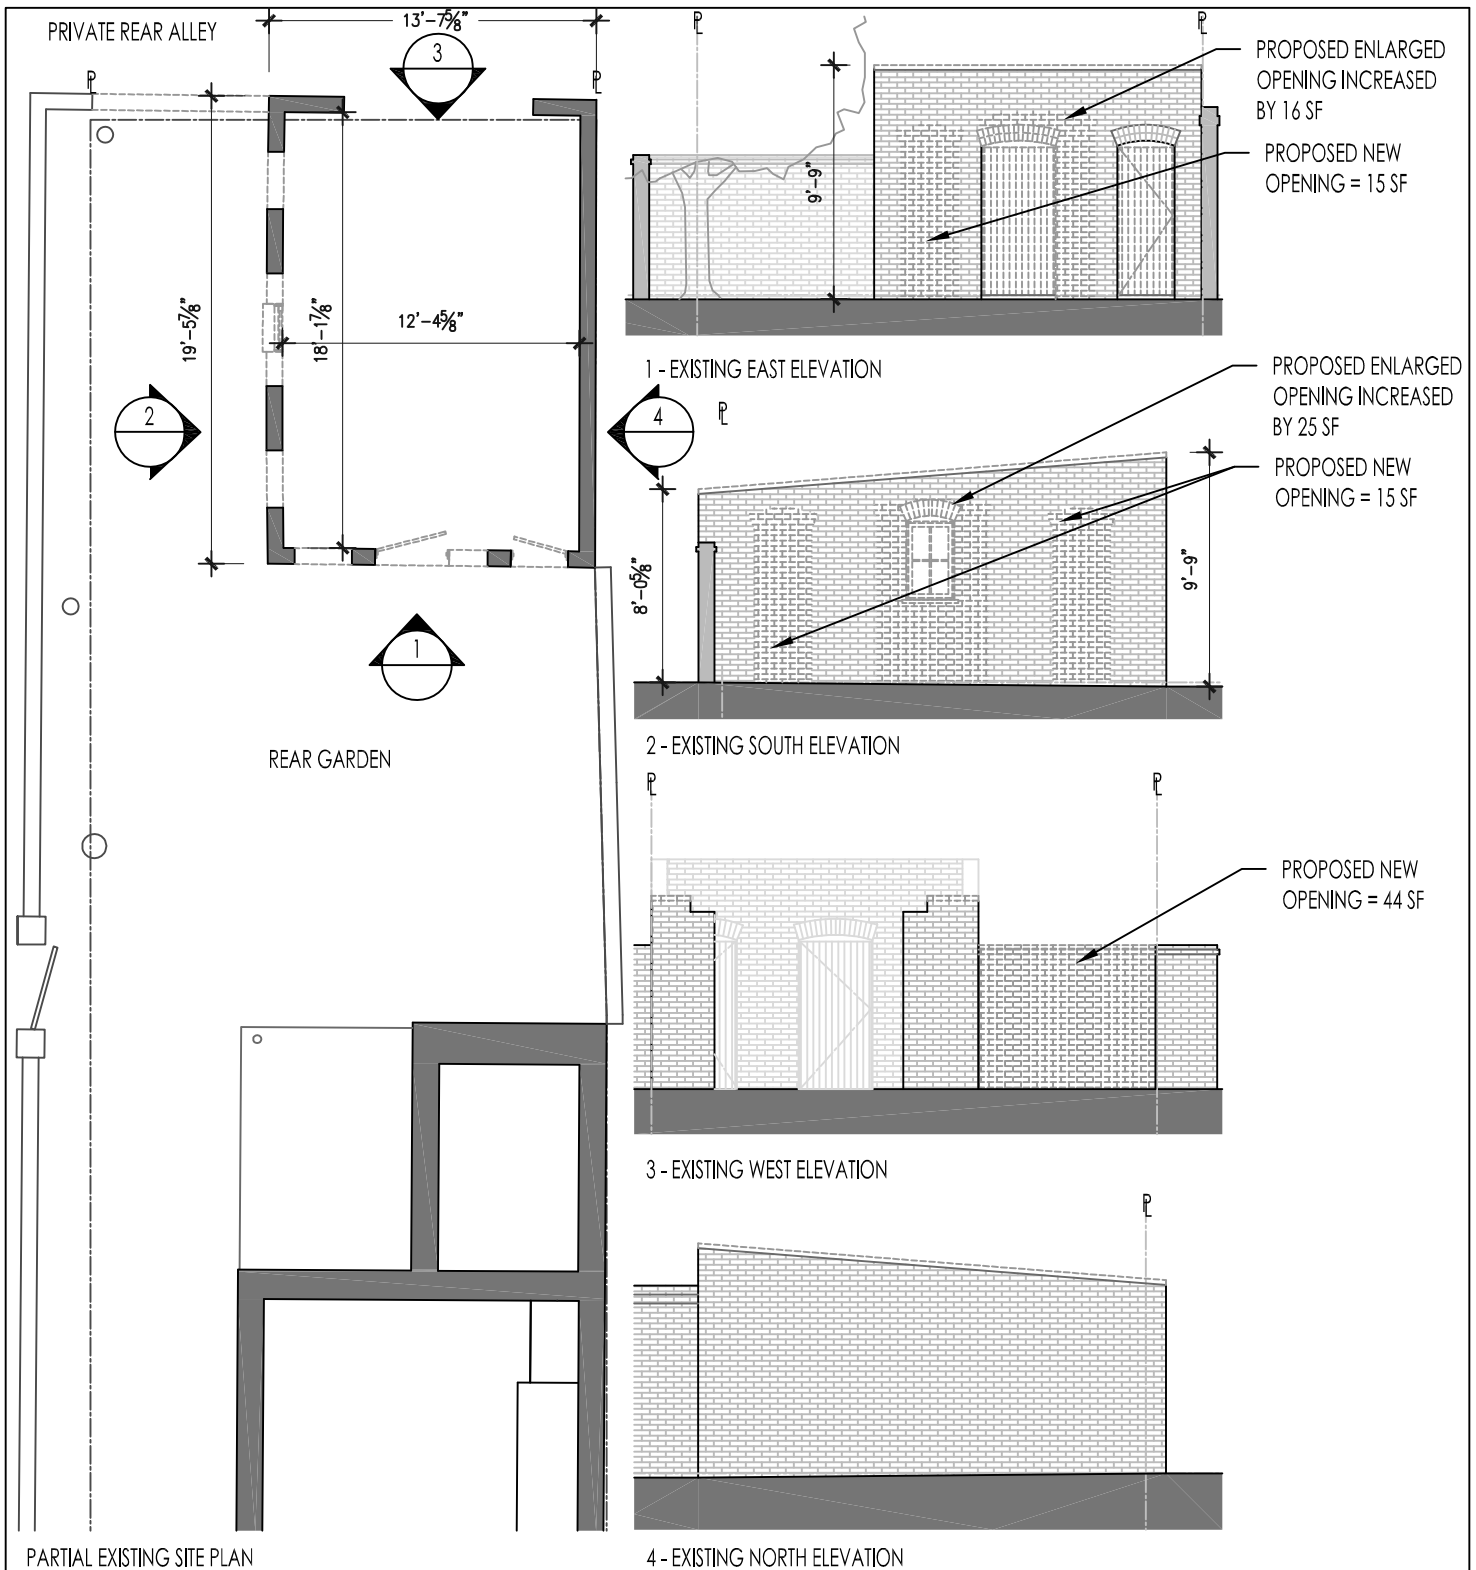 PRIVATE REAR ALLEY
13'-7⅝"
3
PL
PL
19'-5⅞"
18'-1⅞"
12'-4⅝"
2
4
1
REAR GARDEN
PARTIAL EXISTING SITE PLAN
PL
PL
9'-9"
PROPOSED ENLARGED
OPENING INCREASED
BY 16 SF
PROPOSED NEW
OPENING = 15 SF
1 - EXISTING EAST ELEVATION
PL
8'-0⅝"
9'-9"
PROPOSED ENLARGED
OPENING INCREASED
BY 25 SF
PROPOSED NEW
OPENING = 15 SF
2 - EXISTING SOUTH ELEVATION
PL
PL
PROPOSED NEW
OPENING = 44 SF
3 - EXISTING WEST ELEVATION
PL
4 - EXISTING NORTH ELEVATION